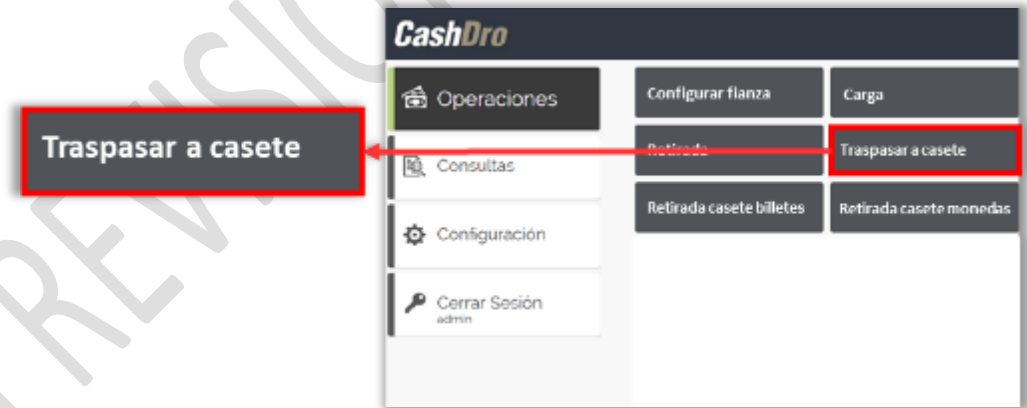 CashDro
Operaciones
Configurar fianza
Carga
Traspasar a casete
Retirada
Traspasar a casete
Consultas
Retirada casete billetes
Retirada casete monedas
Configuración
Cerrar Sesión
admin
REVISIÓ